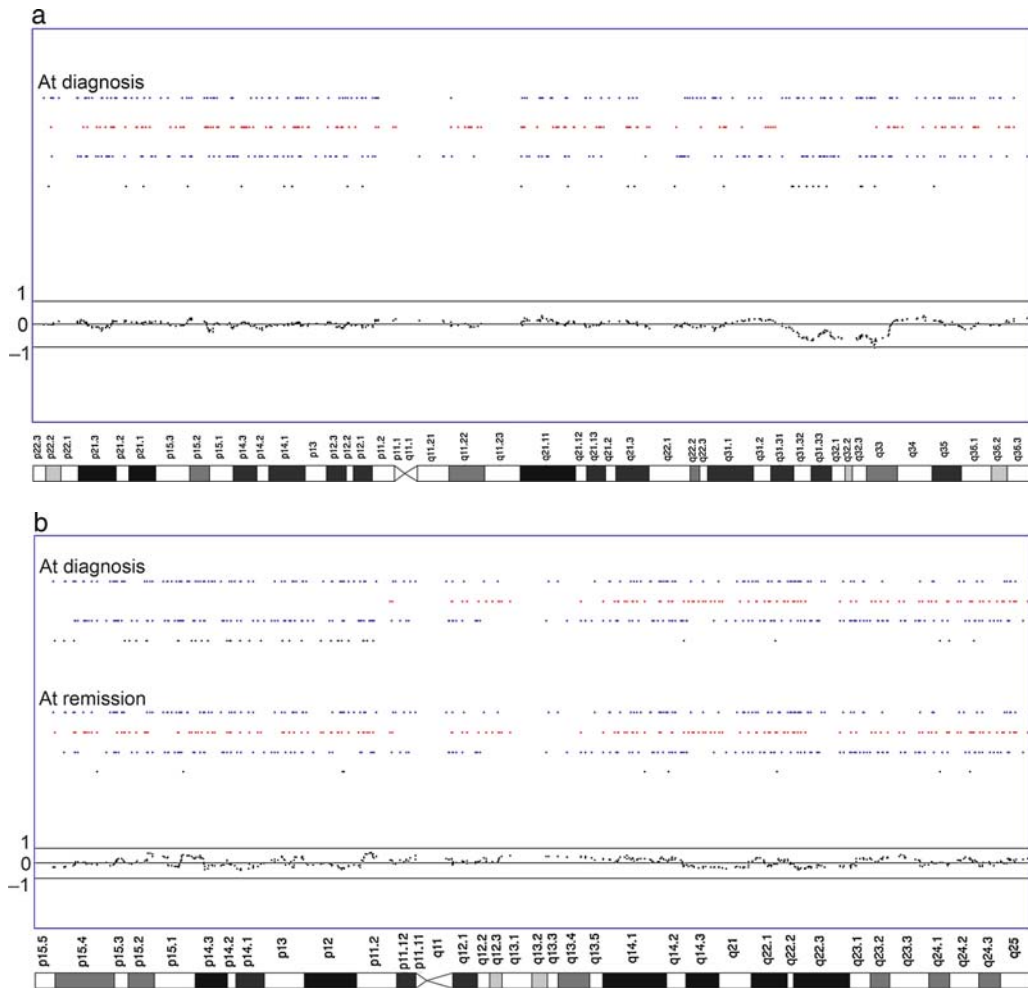 a
At diagnosis
1
0
–1
p22.3 p22.2 p22.1 p21.3 p21.2 p21.1 p15.3 p15.2 p15.1 p14.3 p14.2 p14.1 p13 p12.3 p12.2 p12.1 p11.2 p11.1 q11.1 q11.21 q11.22 q11.23 q21.11 q21.12 q21.13 q21.2 q21.3 q22.1 q22.2 q22.3 q31.1 q31.2 q31.31 q31.32 q31.33 q32.1 q32.2 q32.3 q33 q34 q35 q36.1 q36.2 q36.3
b
At diagnosis
At remission
1
0
–1
p15.5 p15.4 p15.3 p15.2 p15.1 p14.3 p14.2 p14.1 p13 p12 p11.2 p11.12 p11.11 q11 q12.1 q12.2 q12.3 q13.1 q13.2 q13.3 q13.4 q13.5 q14.1 q14.2 q14.3 q21 q22.1 q22.2 q22.3 q23.1 q23.2 q23.3 q24.1 q24.2 q24.3 q25